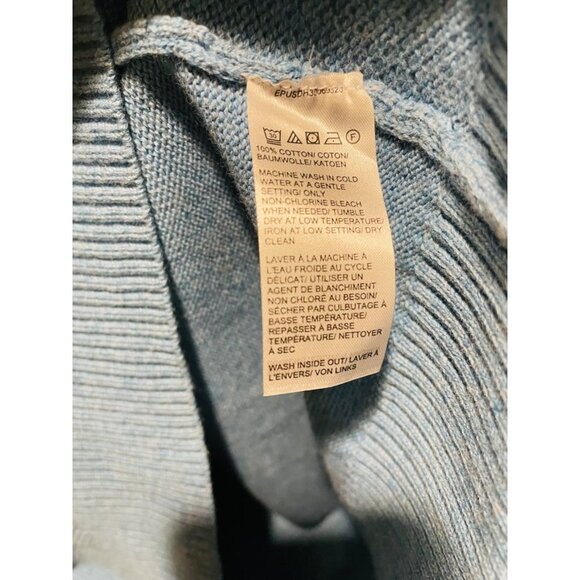 30 F
100% COTTON/ COTON/
BAUMWOLLE/ KATOEN
MACHINE WASH IN COLD
WATER AT A GENTLE
SETTING/ ONLY
NON-CHLORINE BLEACH
WHEN NEEDED/ TUMBLE
DRY AT LOW TEMPERATURE/
IRON AT LOW SETTING/ DRY
CLEAN
LAVER À LA MACHINE À
L'EAU FROIDE AU CYCLE
DÉLICAT/ UTILISER UN
AGENT DE BLANCHIMENT
NON CHLORÉ AU BESOIN/
SÉCHER PAR CULBUTAGE À
BASSE TEMPÉRATURE/
REPASSER À BASSE
TEMPÉRATURE/ NETTOYER
À SEC
WASH INSIDE OUT/ LAVER À
L'ENVERS/ VON LINKS